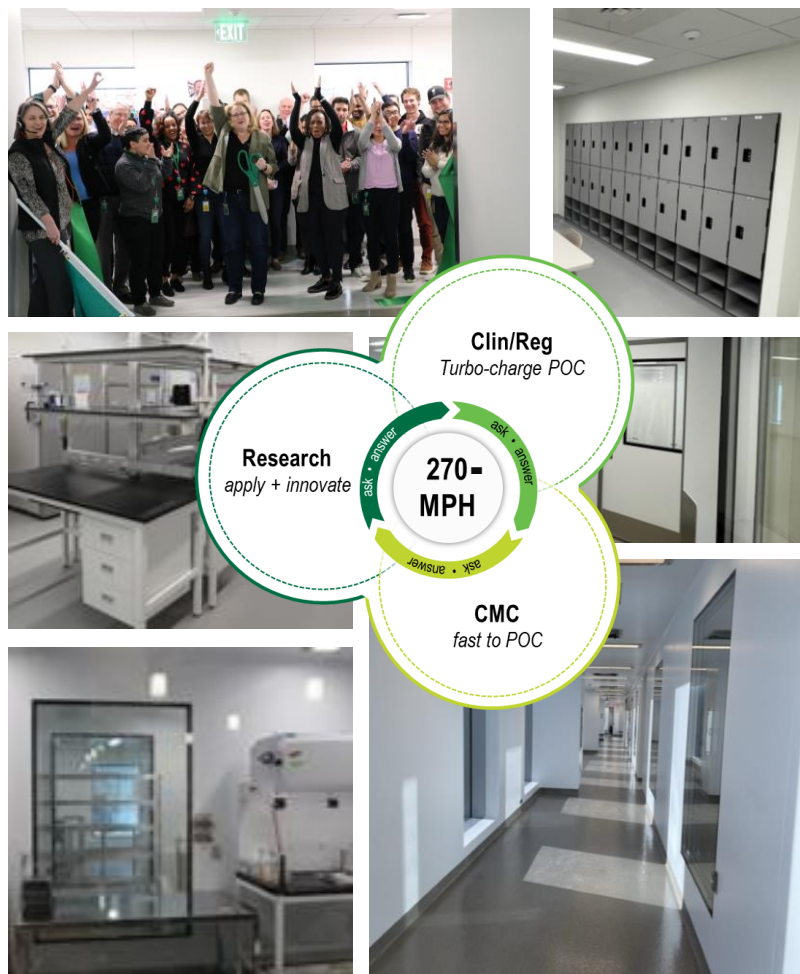 EXIT
Clin/Reg
Turbo-charge POC
ask • answer
Research
apply + innovate
ask • answer
270-
MPH
ask • answer
CMC
fast to POC